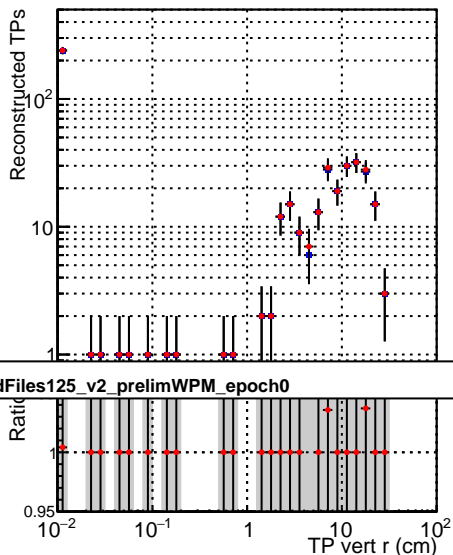 Reconstructed TPs
10²
10
1
dFiles125_v2_prelimWPM_epoch0
Ratio
1
0.95
10⁻² 10⁻¹ 1 10 10²
TP vert r (cm)